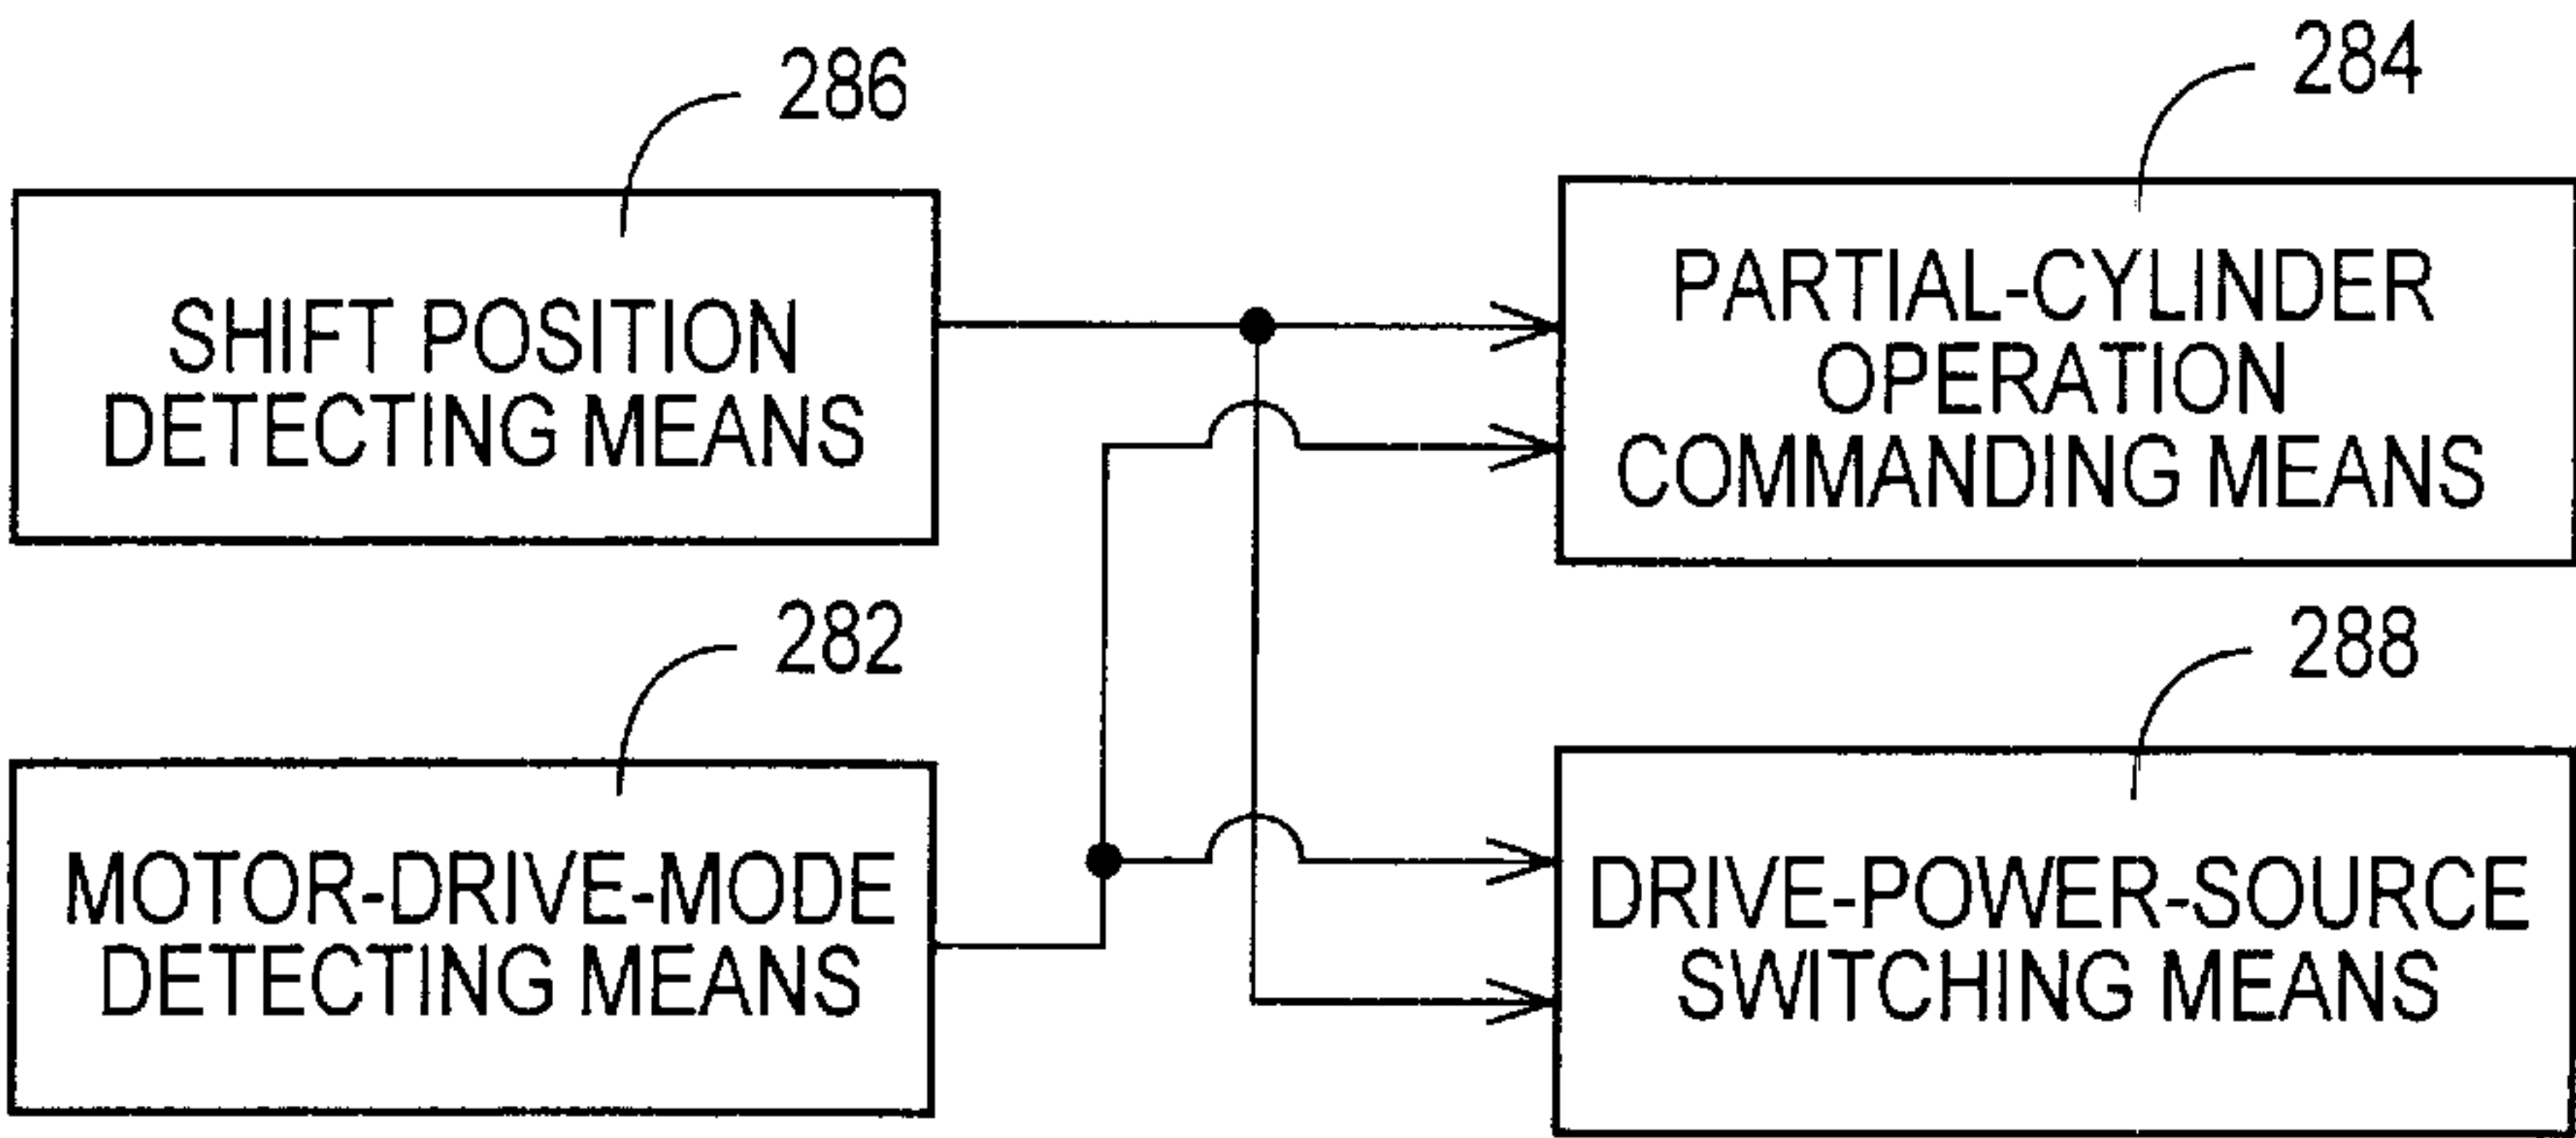 286
SHIFT POSITION
DETECTING MEANS
284
PARTIAL-CYLINDER
OPERATION
COMMANDING MEANS
282
MOTOR-DRIVE-MODE
DETECTING MEANS
288
DRIVE-POWER-SOURCE
SWITCHING MEANS